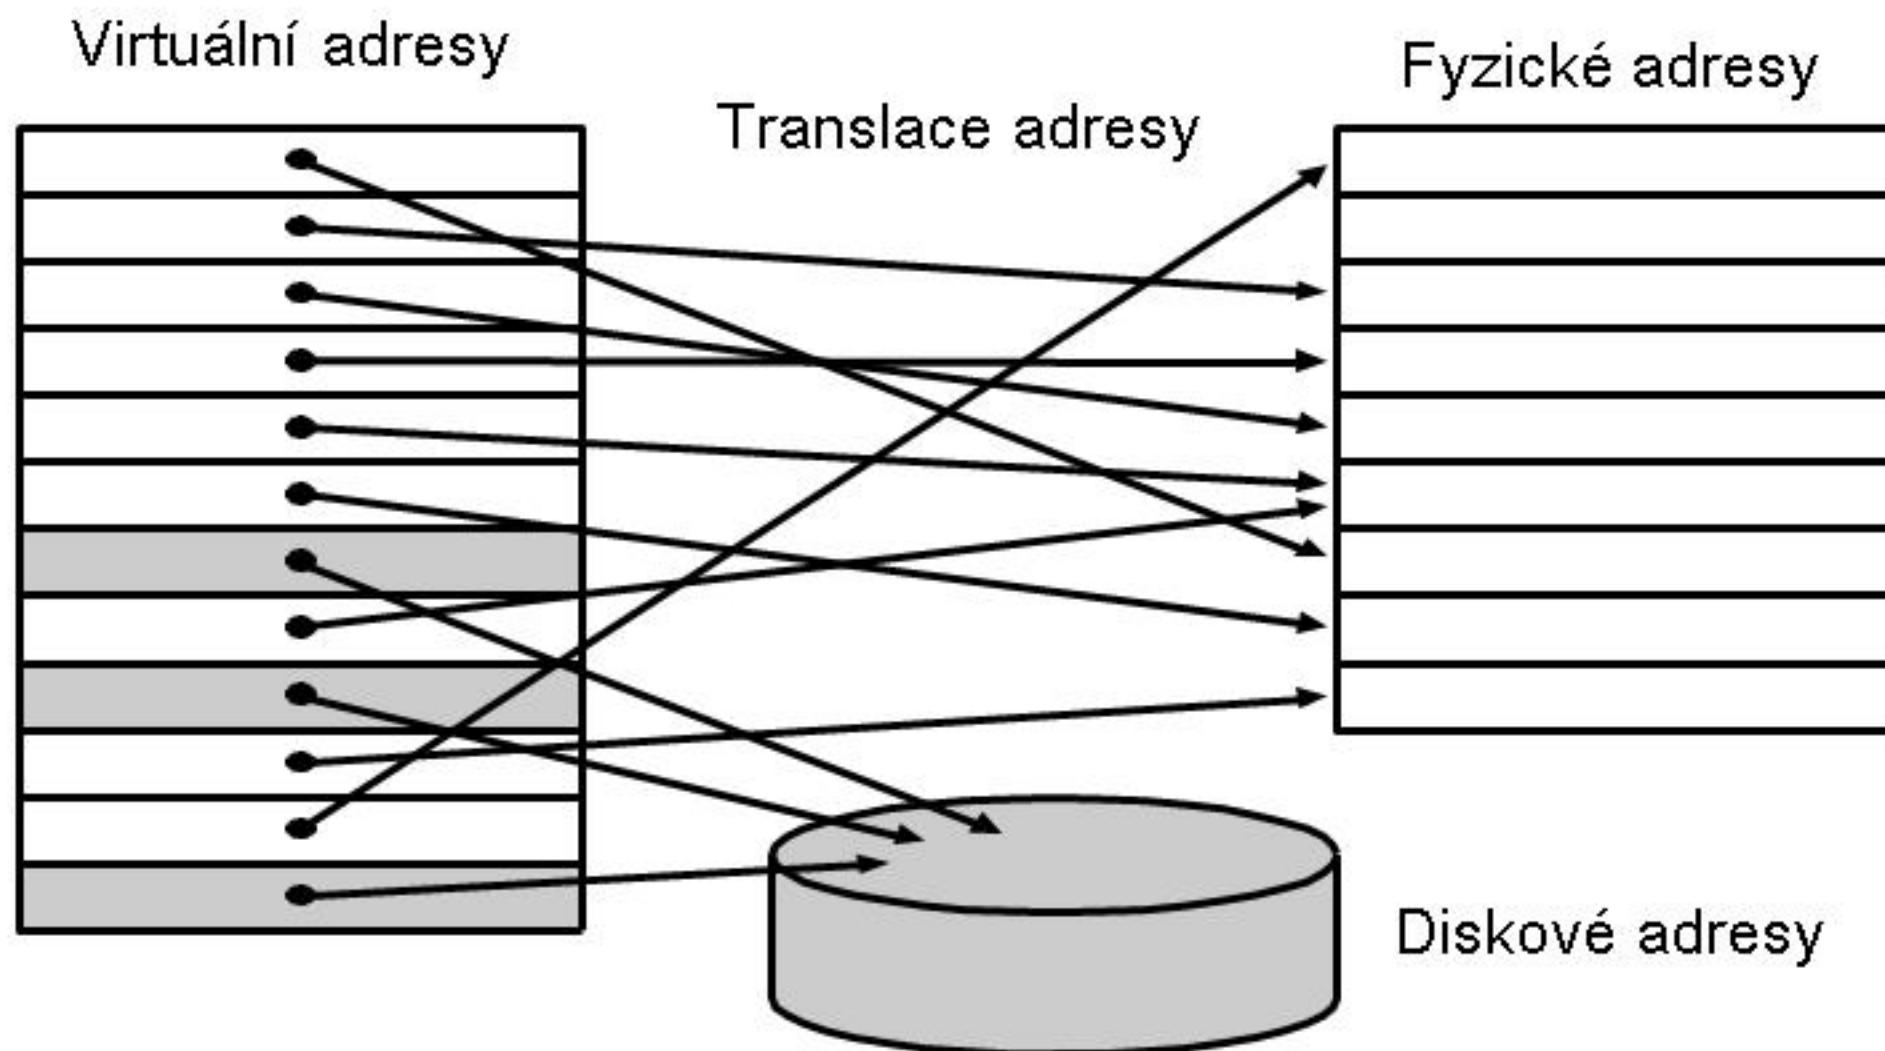 Virtuální adresy
Fyzické adresy
Translace adresy
Diskové adresy